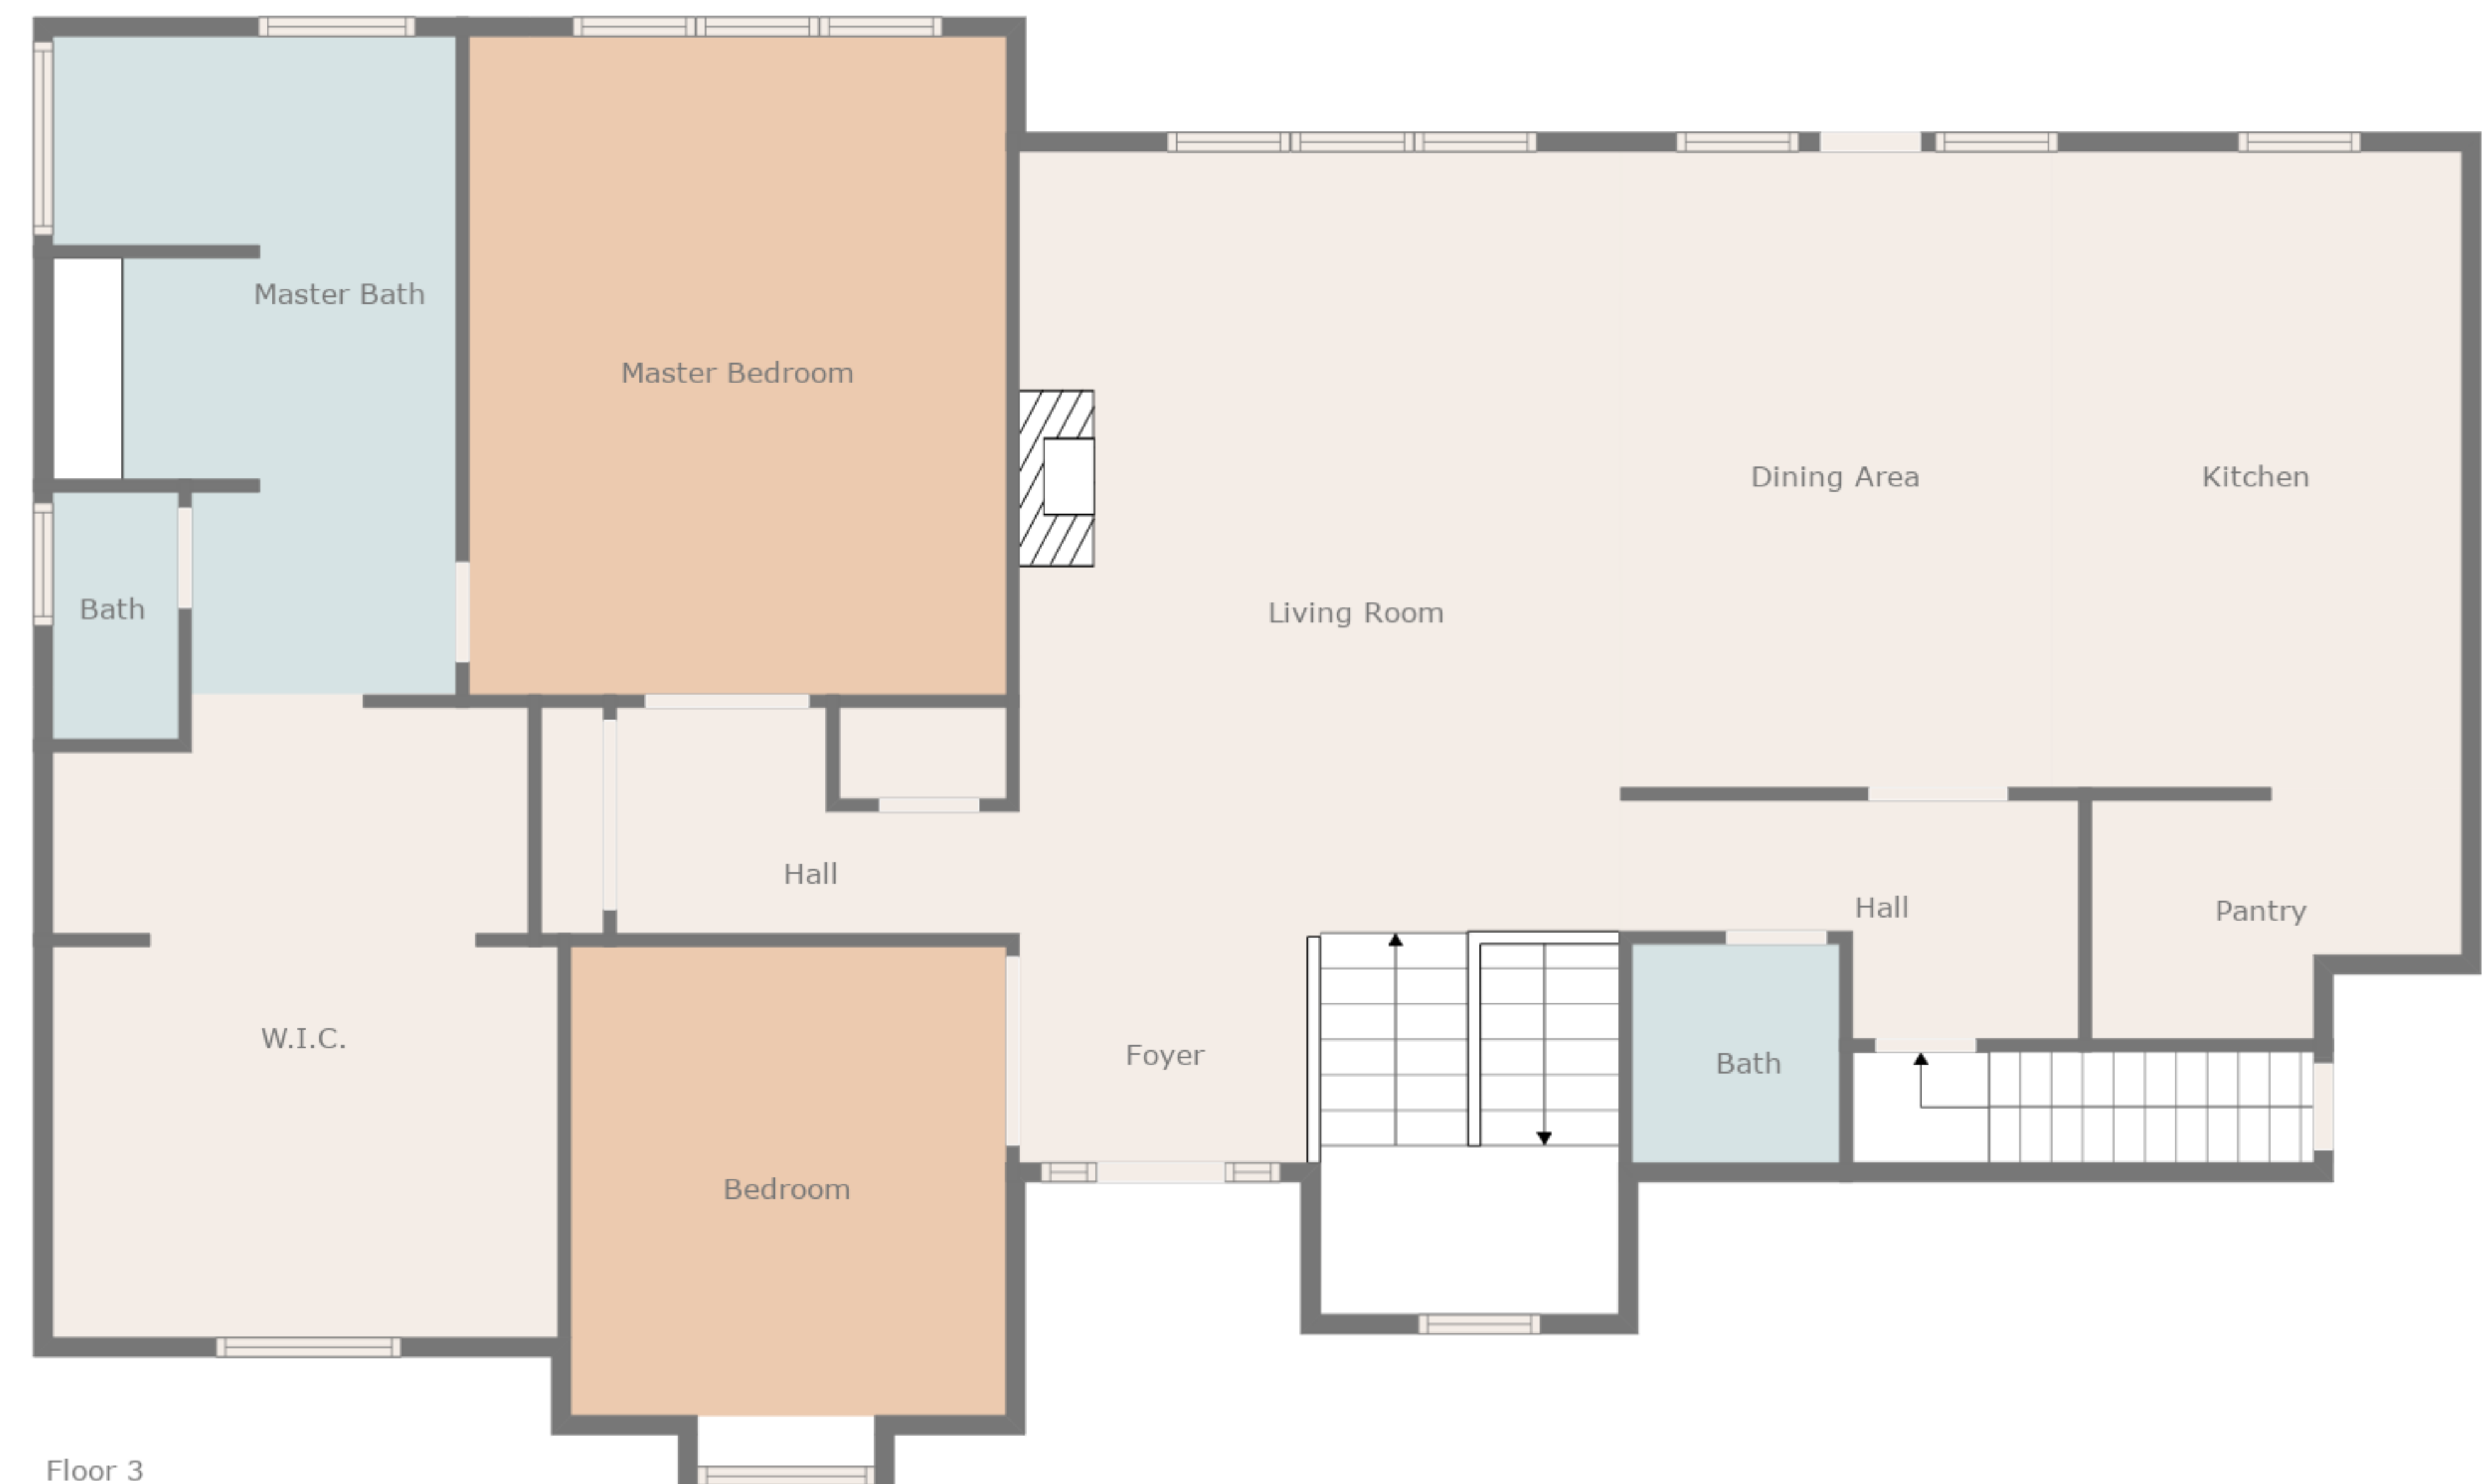 Master Bath
Master Bedroom
Dining Area
Kitchen
Bath
Living Room
Hall
Hall
Pantry
W.I.C.
Foyer
Bath
Bedroom
Floor 3